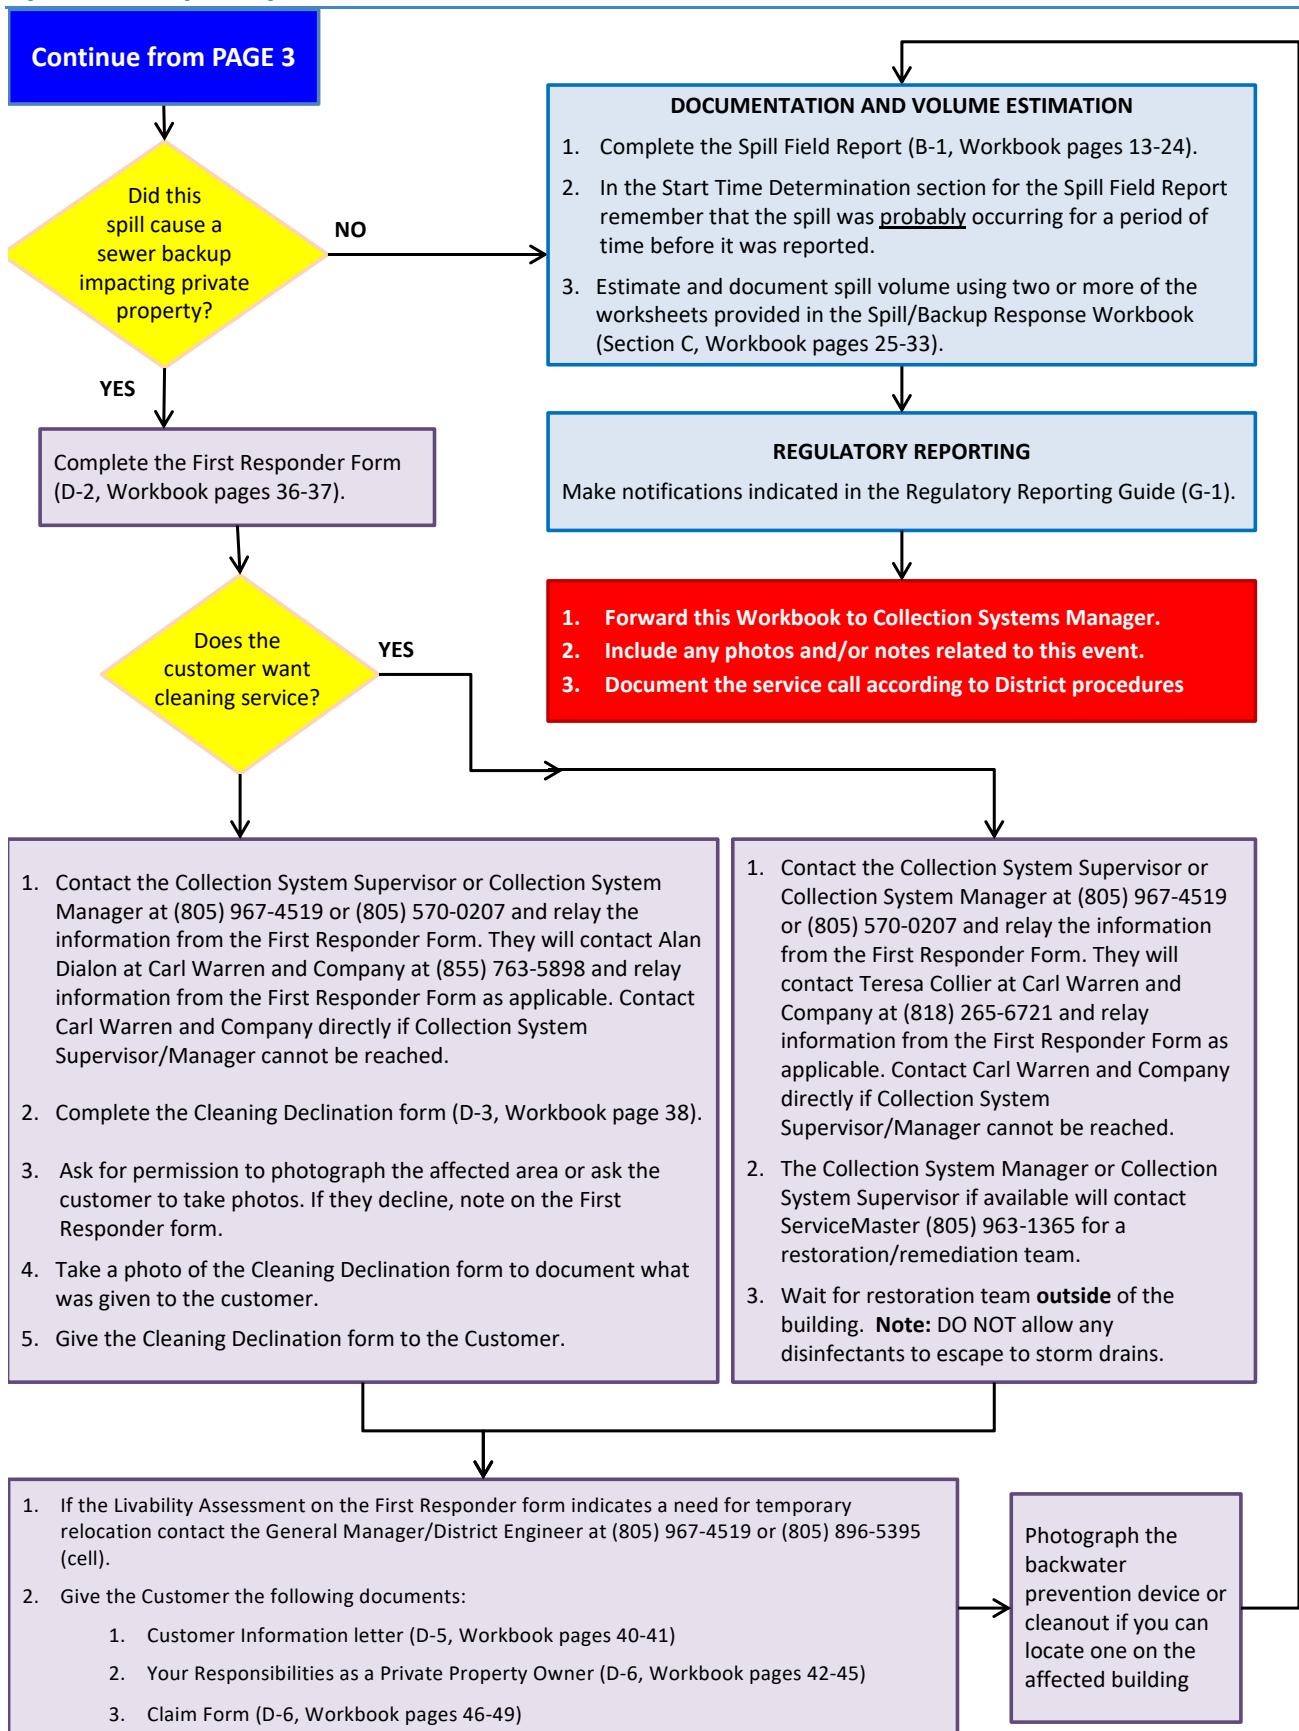 Continue from PAGE 3
Did this
spill cause a
sewer backup
impacting private
property?
NO
YES
DOCUMENTATION AND VOLUME ESTIMATION
1. Complete the Spill Field Report (B-1, Workbook pages 13-24).
2. In the Start Time Determination section for the Spill Field Report
remember that the spill was probably occurring for a period of
time before it was reported.
3. Estimate and document spill volume using two or more of the
worksheets provided in the Spill/Backup Response Workbook
(Section C, Workbook pages 25-33).
REGULATORY REPORTING
Make notifications indicated in the Regulatory Reporting Guide (G-1).
1. Forward this Workbook to Collection Systems Manager.
2. Include any photos and/or notes related to this event.
3. Document the service call according to District procedures
Complete the First Responder Form
(D-2, Workbook pages 36-37).
Does the
customer want
cleaning service?
YES
1. Contact the Collection System Supervisor or Collection System
Manager at (805) 967-4519 or (805) 570-0207 and relay the
information from the First Responder Form. They will contact Alan
Dialon at Carl Warren and Company at (855) 763-5898 and relay
information from the First Responder Form as applicable. Contact
Carl Warren and Company directly if Collection System
Supervisor/Manager cannot be reached.
2. Complete the Cleaning Declination form (D-3, Workbook page 38).
3. Ask for permission to photograph the affected area or ask the
customer to take photos. If they decline, note on the First
Responder form.
4. Take a photo of the Cleaning Declination form to document what
was given to the customer.
5. Give the Cleaning Declination form to the Customer.
1. Contact the Collection System Supervisor or
Collection System Manager at (805) 967-4519
or (805) 570-0207 and relay the information
from the First Responder Form. They will
contact Teresa Collier at Carl Warren and
Company at (818) 265-6721 and relay
information from the First Responder Form as
applicable. Contact Carl Warren and Company
directly if Collection System
Supervisor/Manager cannot be reached.
2. The Collection System Manager or Collection
System Supervisor if available will contact
ServiceMaster (805) 963-1365 for a
restoration/remediation team.
3. Wait for restoration team outside of the
building. Note: DO NOT allow any
disinfectants to escape to storm drains.
1. If the Livability Assessment on the First Responder form indicates a need for temporary
relocation contact the General Manager/District Engineer at (805) 967-4519 or (805) 896-5395
(cell).
2. Give the Customer the following documents:
1. Customer Information letter (D-5, Workbook pages 40-41)
2. Your Responsibilities as a Private Property Owner (D-6, Workbook pages 42-45)
3. Claim Form (D-6, Workbook pages 46-49)
Photograph the
backwater
prevention device or
cleanout if you can
locate one on the
affected building